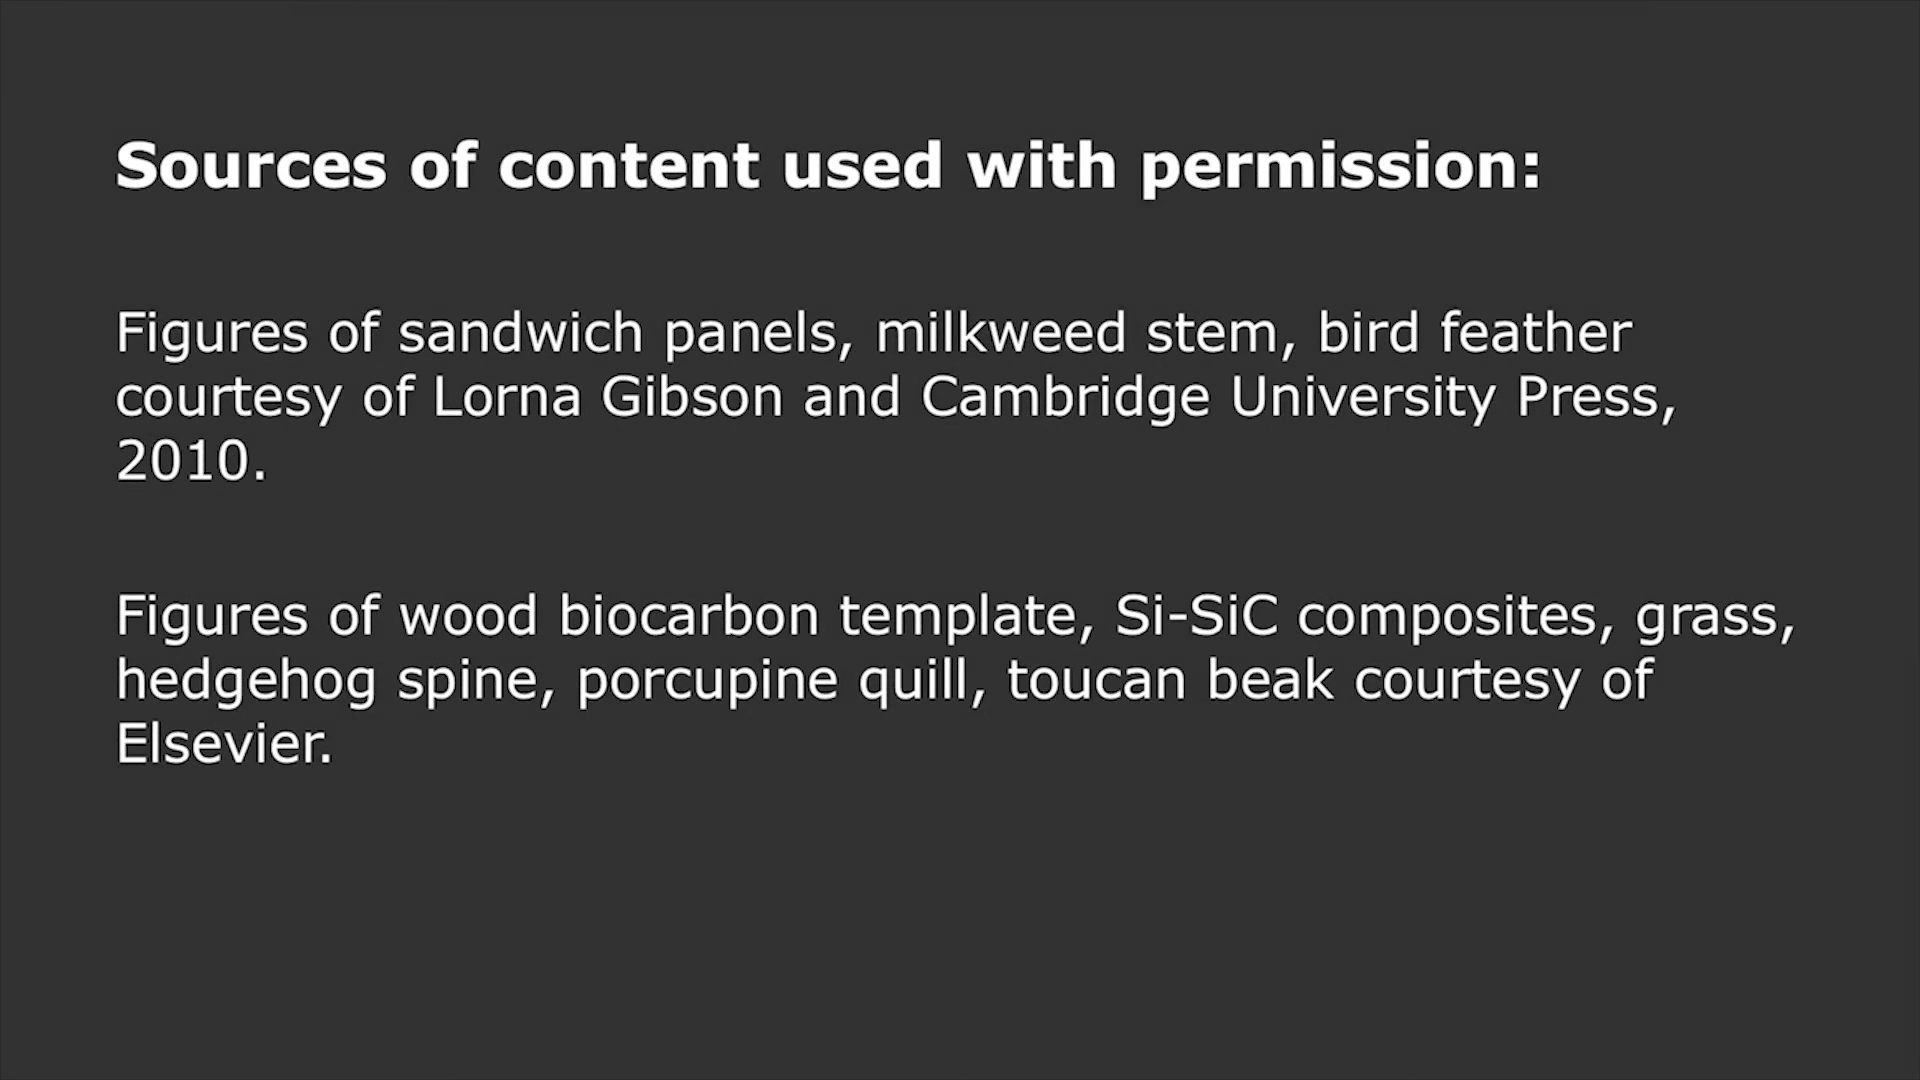 Sources of content used with permission:
Figures of sandwich panels, milkweed stem, bird feather
courtesy of Lorna Gibson and Cambridge University Press,
2010.
Figures of wood biocarbon template, Si-SiC composites, grass,
hedgehog spine, porcupine quill, toucan beak courtesy of
Elsevier.